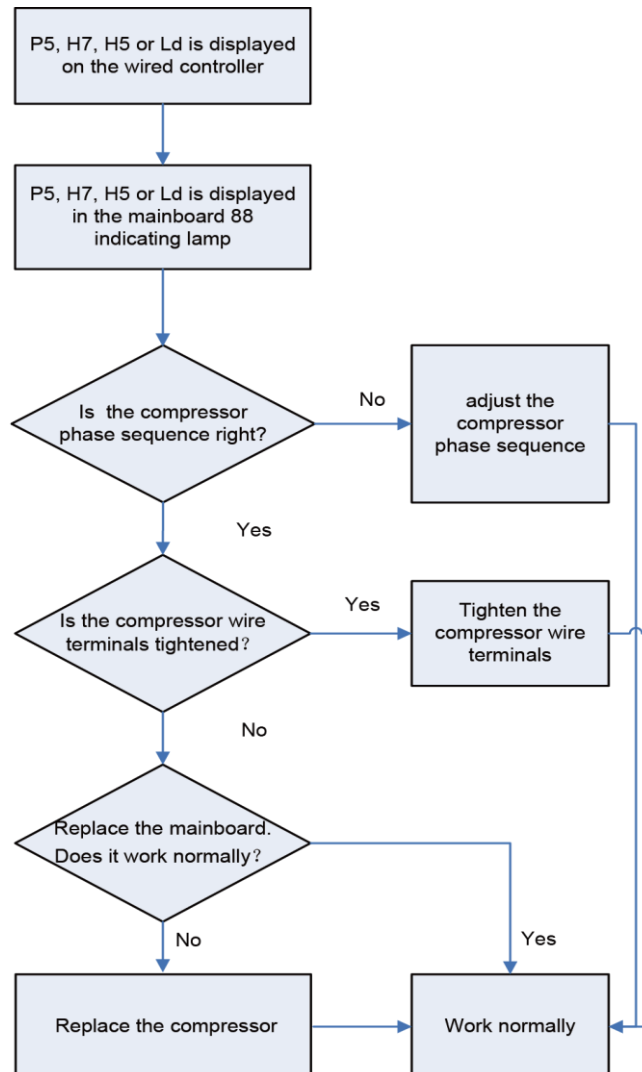 P5, H7, H5 or Ld is displayed
on the wired controller
P5, H7, H5 or Ld is displayed
in the mainboard 88
indicating lamp
Is the compressor
phase sequence right?
No
adjust the
compressor
phase sequence
Yes
Is the compressor wire
terminals tightened？
Yes
Tighten the
compressor wire
terminals
No
Replace the mainboard.
Does it work normally？
No
Yes
Replace the compressor
Work normally